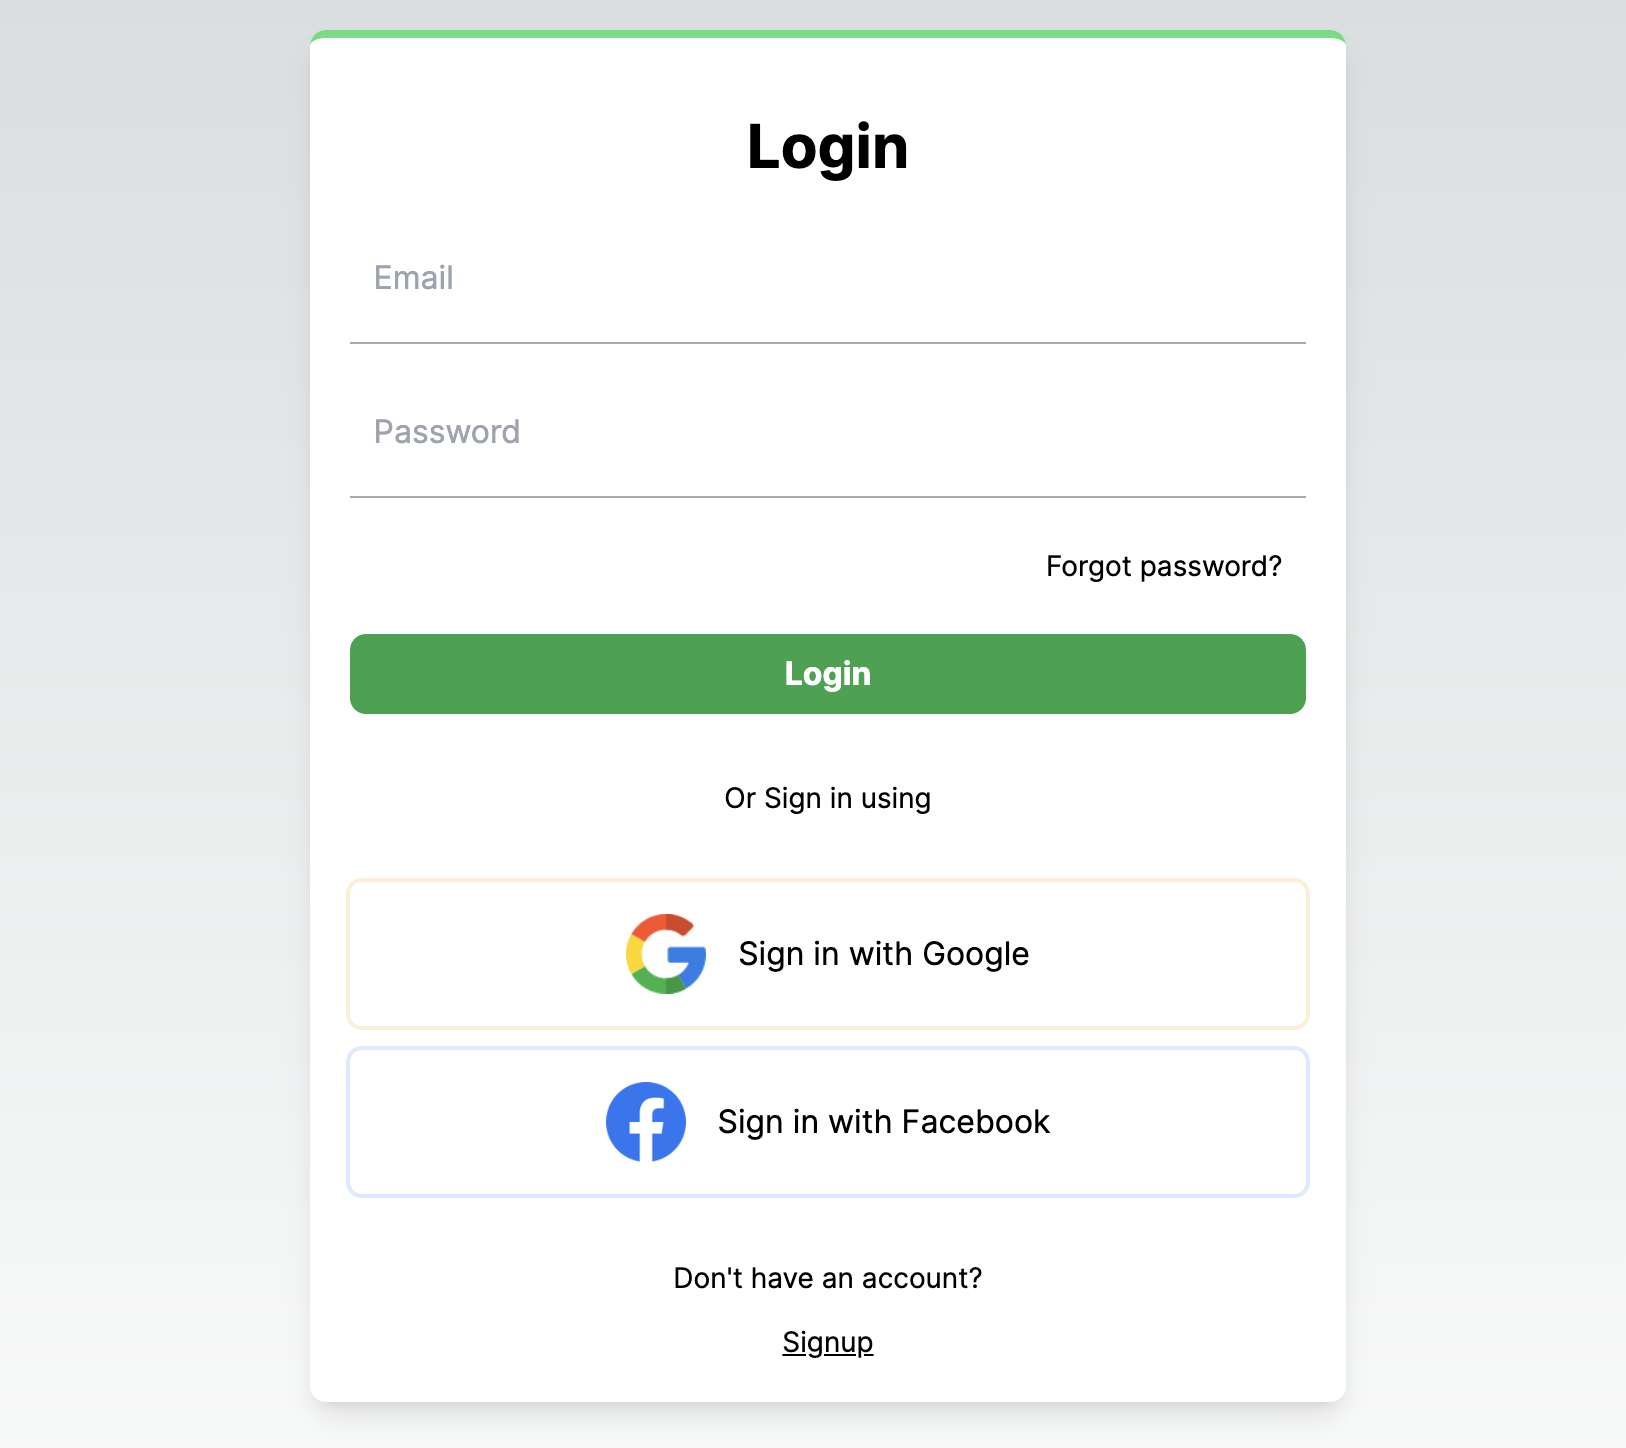 Login
Email
Password
Forgot password?
Login
Or Sign in using
Sign in with Google
Sign in with Facebook
Don't have an account?
Signup